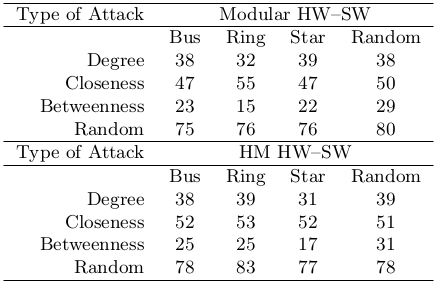 Type of Attack Modular HW–SW
Bus Ring Star Random
Degree 38 32 39 38
Closeness 47 55 47 50
Betweenness 23 15 22 29
Random 75 76 76 80
Type of Attack HM HW–SW
Bus Ring Star Random
Degree 38 39 31 39
Closeness 52 53 52 51
Betweenness 25 25 17 31
Random 78 83 77 78